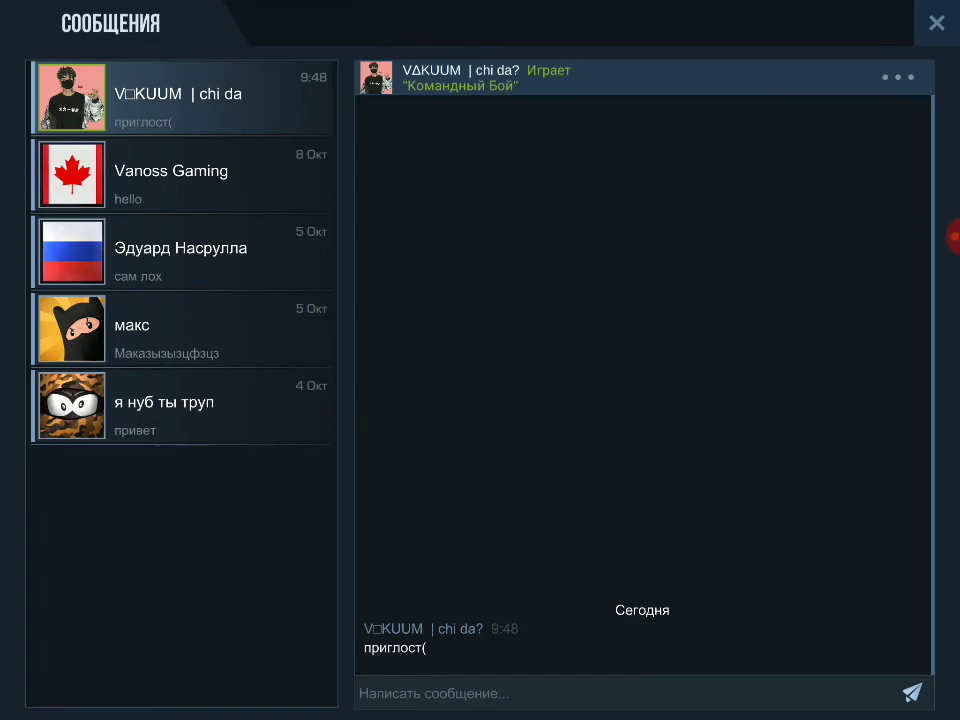 СООБЩЕНИЯ
V□KUUM | chi da
9:48
приглост(
Vanoss Gaming
8 Окт
hello
Эдуард Насрулла
5 Окт
сам лох
макс
5 Окт
Маказызызцфзцз
я нуб ты труп
4 Окт
привет
VΔKUUM | chi da? Играет
"Командный Бой"
Сегодня
V□KUUM | chi da? 9:48
приглост(
Написать сообщение...